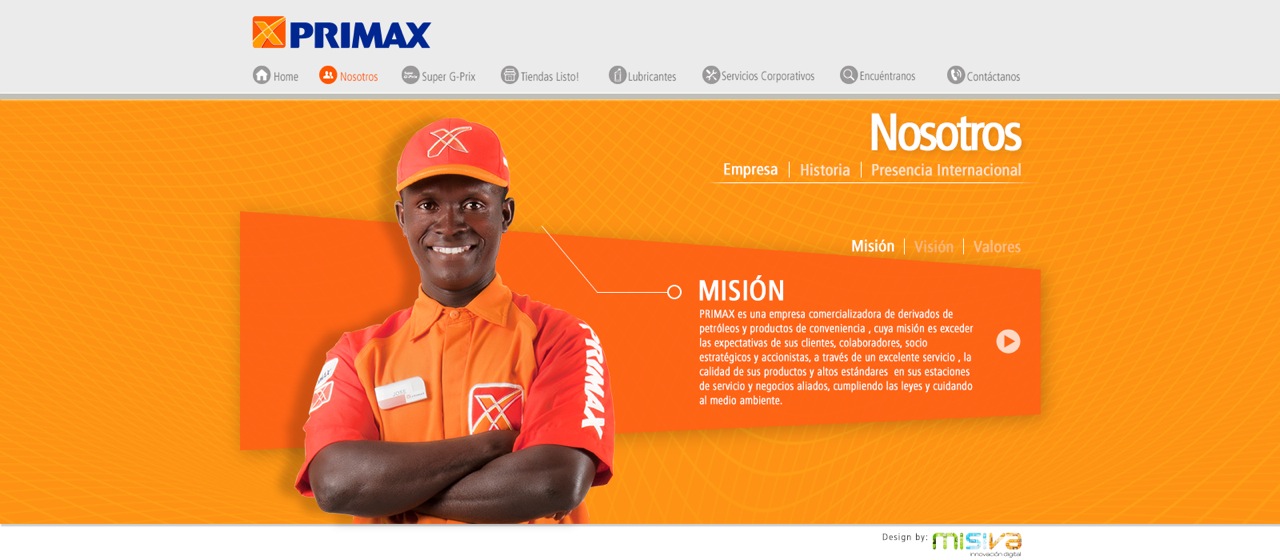 PRIMAX
Home
Nosotros
Super G-Prix
Tiendas Listo!
Lubricantes
Servicios Corporativos
Encuéntranos
Contáctanos
Nosotros
Empresa
Historia
Presencia Internacional
Misión
Visión
Valores
MISIÓN
PRIMAX es una empresa comercializadora de derivados de
petróleos y productos de conveniencia , cuya misión es exceder
las expectativas de sus clientes, colaboradores, socio
estratégicos y accionistas, a través de un excelente servicio , la
calidad de sus productos y altos estándares en sus estaciones
de servicio y negocios aliados, cumpliendo las leyes y cuidando
al medio ambiente.
PRIMAX
PRIMAX
Design by:
misiva
innovación digital